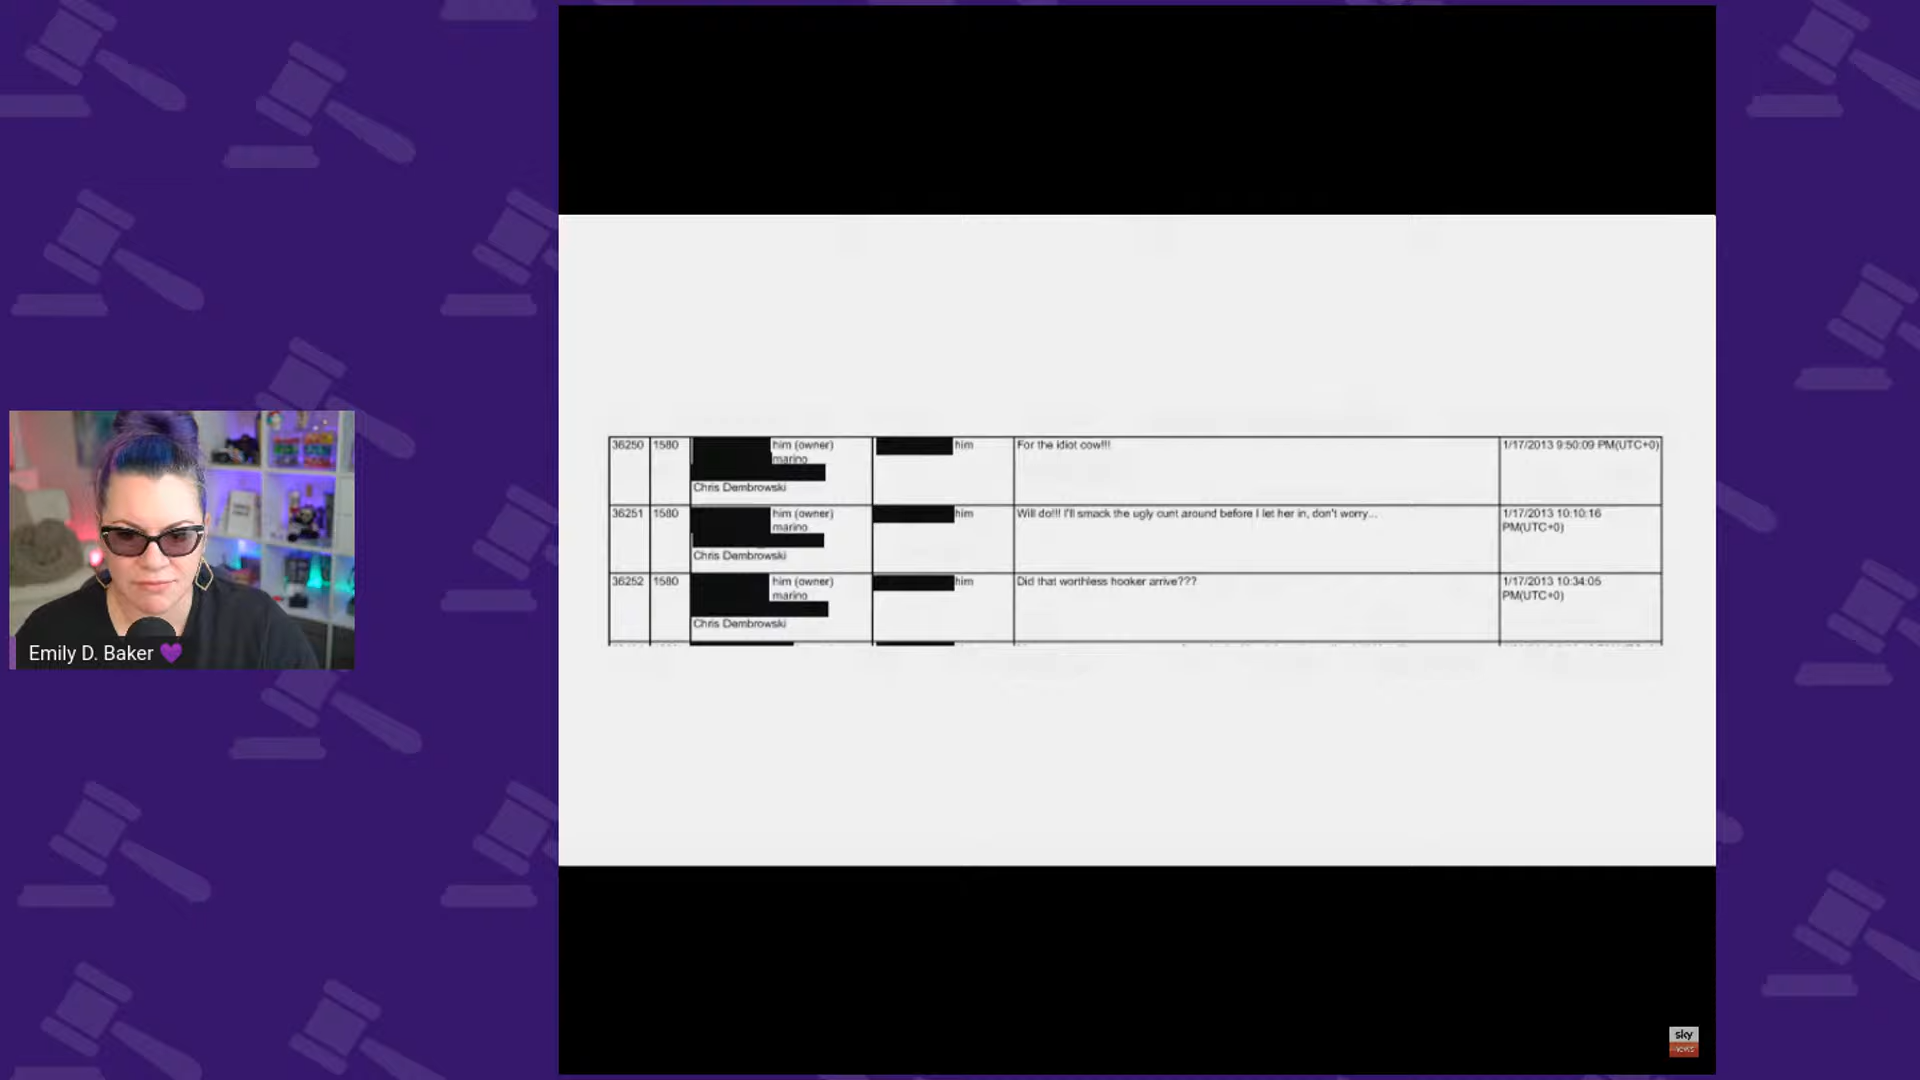 36250 1580 him (owner) him For the idiot cow!!! 1/17/2013 9:50:09 PM(UTC+0)
marino
Chris Dembrowski
36251 1580 him (owner) him Will do!!! I'll smack the ugly cunt around before I let her in, don't worry... 1/17/2013 10:10:16
marino PM(UTC+0)
Chris Dembrowski
36252 1580 him (owner) him Did that worthless hooker arrive??? 1/17/2013 10:34:05
marino PM(UTC+0)
Chris Dembrowski
Emily D. Baker 💜
sky
news